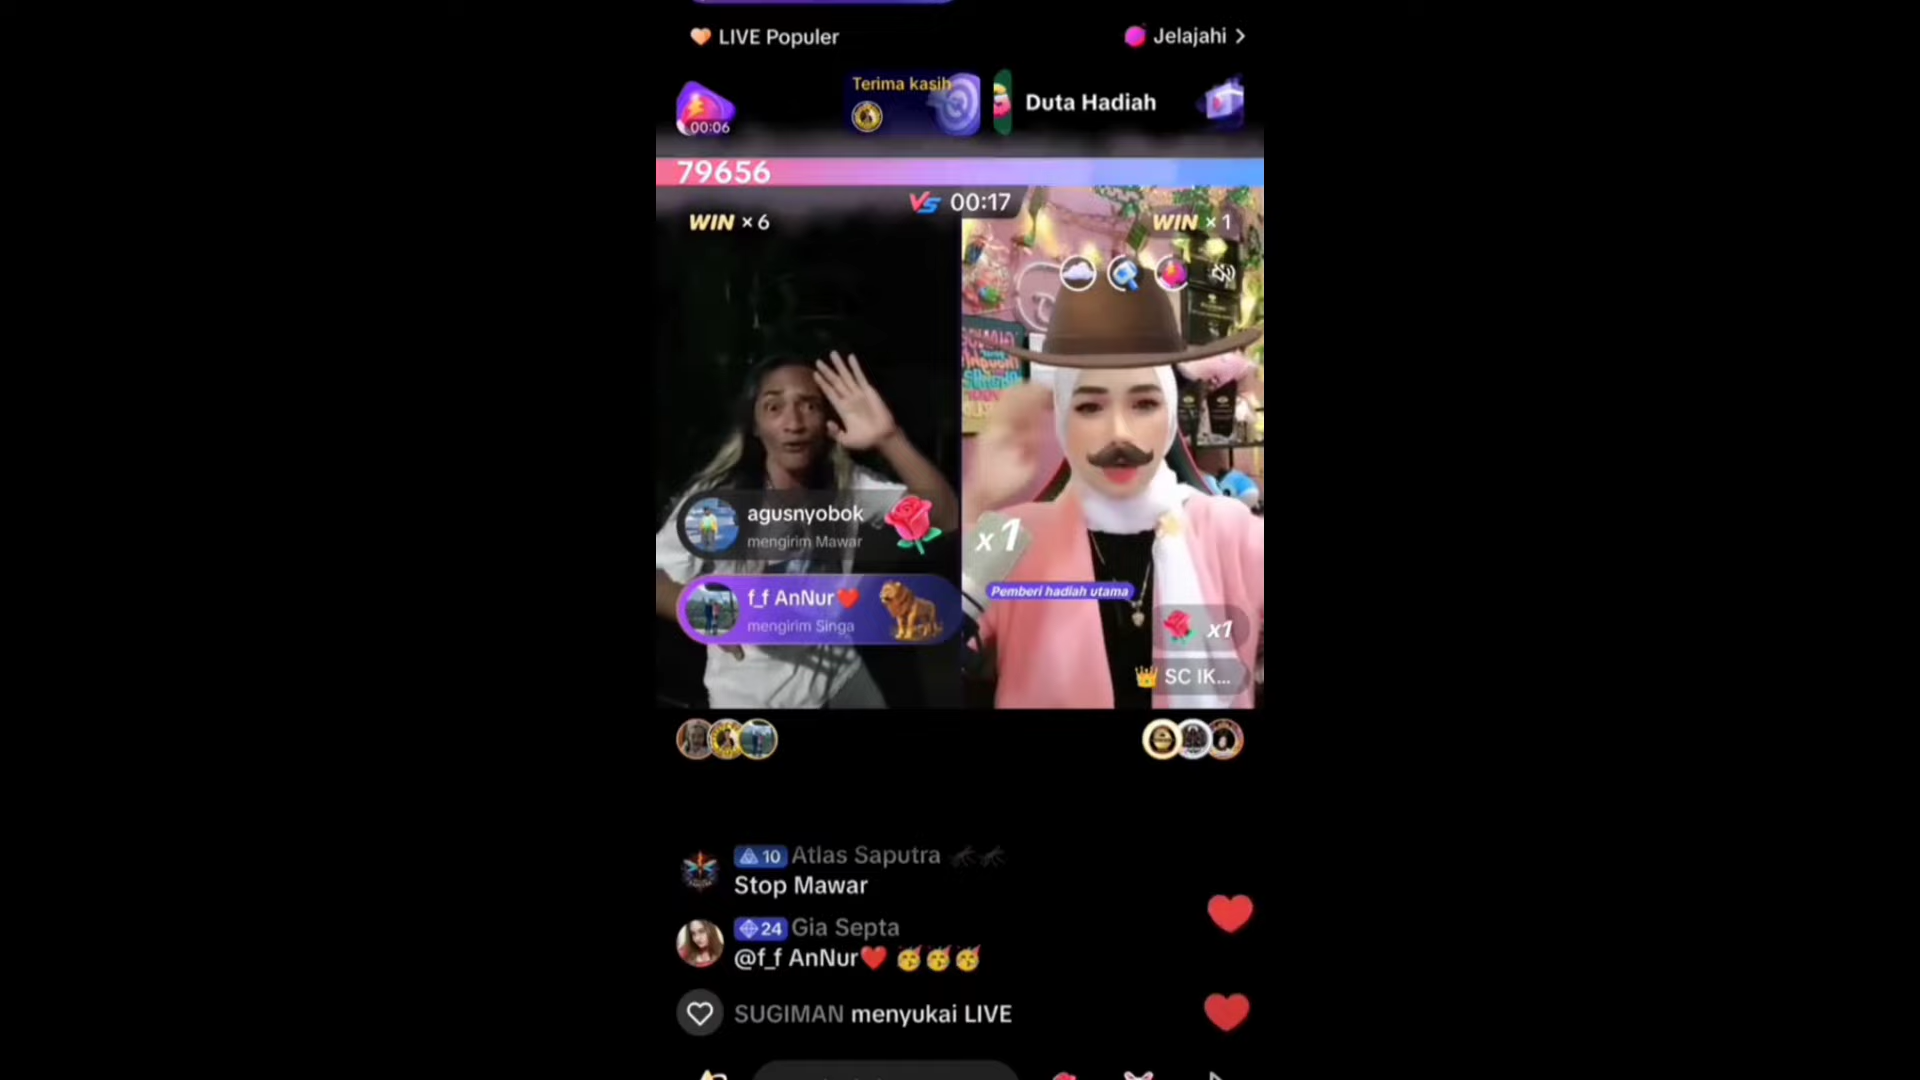 LIVE Populer
Jelajahi >
00:06
Terima kasih
Duta Hadiah
79656
VS 00:17
WIN × 6
WIN × 1
agusnyobok
mengirim Mawar
x1
f_f AnNur❤️
mengirim Singa
Pemberi hadiah utama
x1
SC IK...
10 Atlas Saputra
Stop Mawar
24 Gia Septa
@f_f AnNur❤️ 🥳🥳🥳
SUGIMAN menyukai LIVE